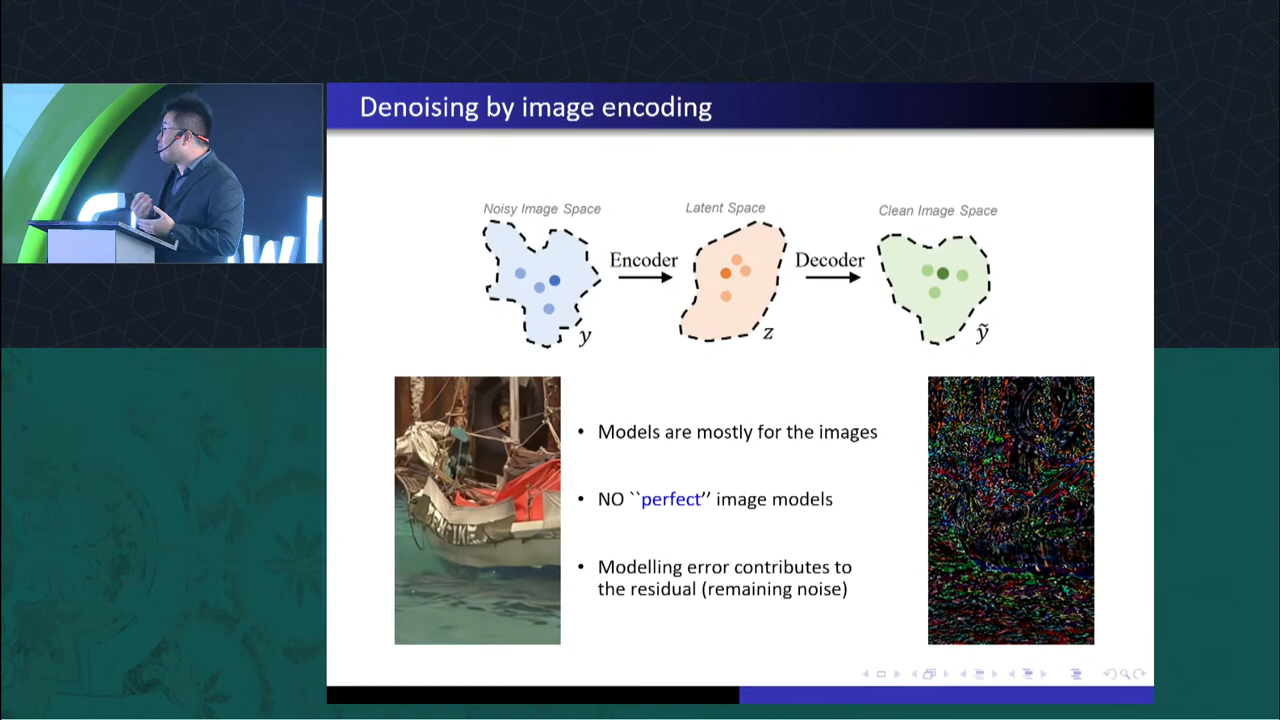 Denoising by image encoding
Noisy Image Space
Latent Space
Clean Image Space
Encoder
Decoder
y
z
ỹ
• Models are mostly for the images
• NO ``perfect’’ image models
• Modelling error contributes to
the residual (remaining noise)